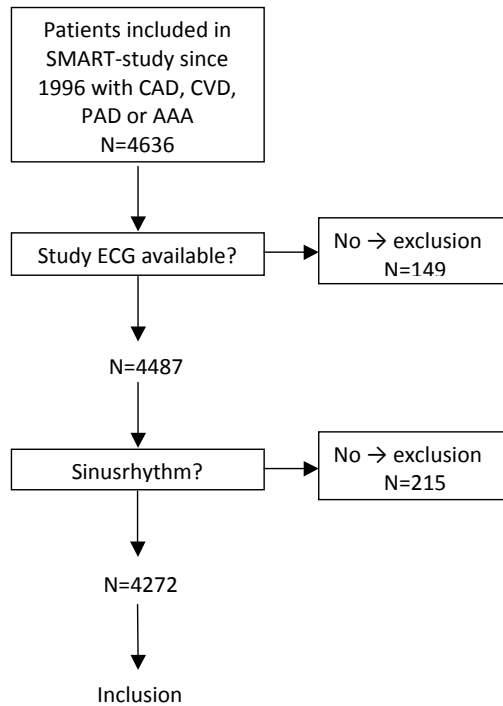 Patients included in
SMART-study since
1996 with CAD, CVD,
PAD or AAA
N=4636
Study ECG available?
No → exclusion
N=149
N=4487
Sinusrhythm?
No → exclusion
N=215
N=4272
Inclusion